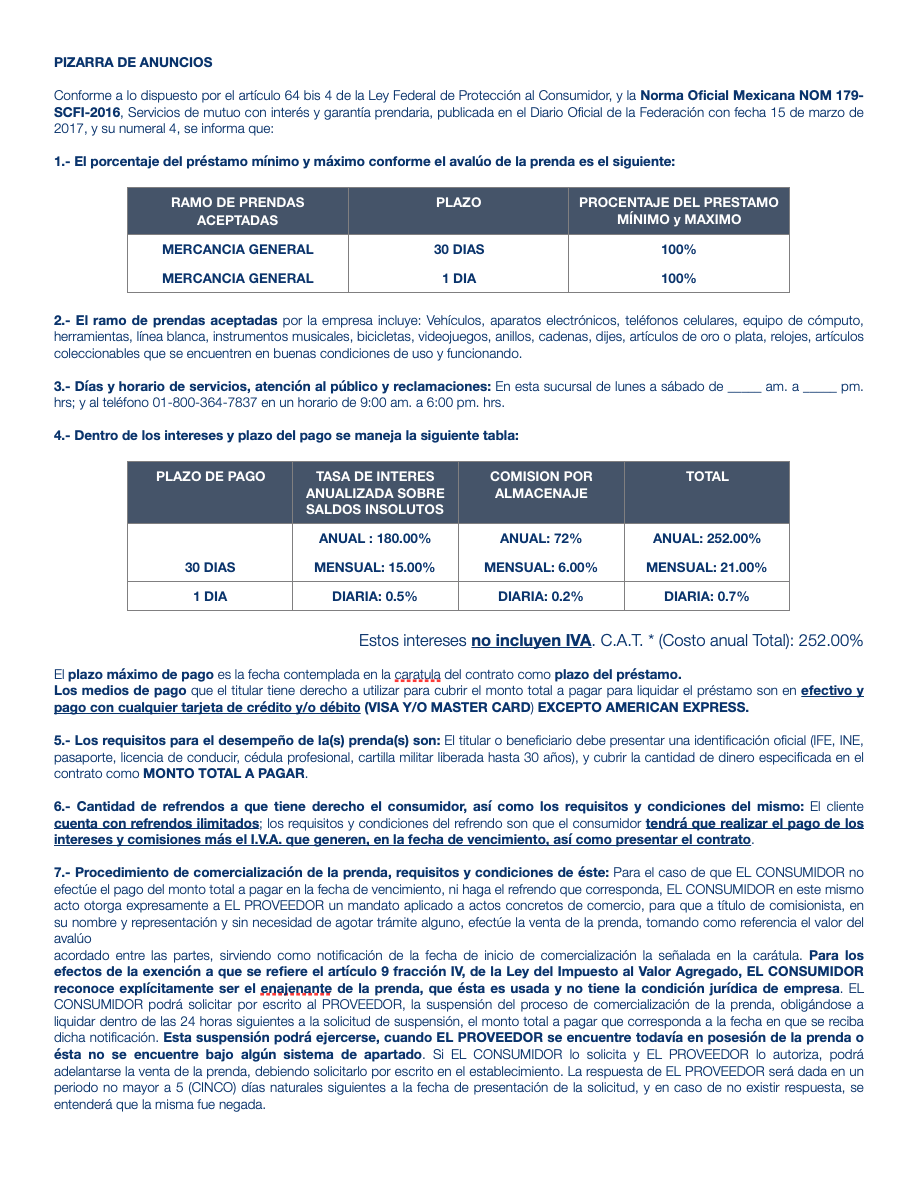 PIZARRA DE ANUNCIOS
Conforme a lo dispuesto por el artículo 64 bis 4 de la Ley Federal de Protección al Consumidor, y la Norma Oficial Mexicana NOM 179-
SCFI-2016, Servicios de mutuo con interés y garantía prendaria, publicada en el Diario Oficial de la Federación con fecha 15 de marzo de
2017, y su numeral 4, se informa que:
1.- El porcentaje del préstamo mínimo y máximo conforme el avalúo de la prenda es el siguiente:
RAMO DE PRENDAS
ACEPTADAS
PLAZO
PROCENTAJE DEL PRESTAMO
MÍNIMO y MAXIMO
MERCANCIA GENERAL 30 DIAS 100%
MERCANCIA GENERAL 1 DIA 100%
2.- El ramo de prendas aceptadas por la empresa incluye: Vehículos, aparatos electrónicos, teléfonos celulares, equipo de cómputo,
herramientas, línea blanca, instrumentos musicales, bicicletas, videojuegos, anillos, cadenas, dijes, artículos de oro o plata, relojes, artículos
coleccionables que se encuentren en buenas condiciones de uso y funcionando.
3.- Días y horario de servicios, atención al público y reclamaciones: En esta sucursal de lunes a sábado de _____ am. a _____ pm.
hrs; y al teléfono 01-800-364-7837 en un horario de 9:00 am. a 6:00 pm. hrs.
4.- Dentro de los intereses y plazo del pago se maneja la siguiente tabla:
PLAZO DE PAGO
TASA DE INTERES
ANUALIZADA SOBRE
SALDOS INSOLUTOS
COMISION POR
ALMACENAJE
TOTAL
ANUAL : 180.00% ANUAL: 72% ANUAL: 252.00%
30 DIAS MENSUAL: 15.00% MENSUAL: 6.00% MENSUAL: 21.00%
1 DIA DIARIA: 0.5% DIARIA: 0.2% DIARIA: 0.7%
Estos intereses no incluyen IVA. C.A.T. * (Costo anual Total): 252.00%
El plazo máximo de pago es la fecha contemplada en la caratula del contrato como plazo del préstamo.
Los medios de pago que el titular tiene derecho a utilizar para cubrir el monto total a pagar para liquidar el préstamo son en efectivo y
pago con cualquier tarjeta de crédito y/o débito (VISA Y/O MASTER CARD) EXCEPTO AMERICAN EXPRESS.
5.- Los requisitos para el desempeño de la(s) prenda(s) son: El titular o beneficiario debe presentar una identificación oficial (IFE, INE,
pasaporte, licencia de conducir, cédula profesional, cartilla militar liberada hasta 30 años), y cubrir la cantidad de dinero especificada en el
contrato como MONTO TOTAL A PAGAR.
6.- Cantidad de refrendos a que tiene derecho el consumidor, así como los requisitos y condiciones del mismo: El cliente
cuenta con refrendos ilimitados; los requisitos y condiciones del refrendo son que el consumidor tendrá que realizar el pago de los
intereses y comisiones más el I.V.A. que generen, en la fecha de vencimiento, así como presentar el contrato.
7.- Procedimiento de comercialización de la prenda, requisitos y condiciones de éste: Para el caso de que EL CONSUMIDOR no
efectúe el pago del monto total a pagar en la fecha de vencimiento, ni haga el refrendo que corresponda, EL CONSUMIDOR en este mismo
acto otorga expresamente a EL PROVEEDOR un mandato aplicado a actos concretos de comercio, para que a título de comisionista, en
su nombre y representación y sin necesidad de agotar trámite alguno, efectúe la venta de la prenda, tomando como referencia el valor del
avalúo
acordado entre las partes, sirviendo como notificación de la fecha de inicio de comercialización la señalada en la carátula. Para los
efectos de la exención a que se refiere el artículo 9 fracción IV, de la Ley del Impuesto al Valor Agregado, EL CONSUMIDOR
reconoce explícitamente ser el enajenante de la prenda, que ésta es usada y no tiene la condición jurídica de empresa. EL
CONSUMIDOR podrá solicitar por escrito al PROVEEDOR, la suspensión del proceso de comercialización de la prenda, obligándose a
liquidar dentro de las 24 horas siguientes a la solicitud de suspensión, el monto total a pagar que corresponda a la fecha en que se reciba
dicha notificación. Esta suspensión podrá ejercerse, cuando EL PROVEEDOR se encuentre todavía en posesión de la prenda o
ésta no se encuentre bajo algún sistema de apartado. Si EL CONSUMIDOR lo solicita y EL PROVEEDOR lo autoriza, podrá
adelantarse la venta de la prenda, debiendo solicitarlo por escrito en el establecimiento. La respuesta de EL PROVEEDOR será dada en un
periodo no mayor a 5 (CINCO) días naturales siguientes a la fecha de presentación de la solicitud, y en caso de no existir respuesta, se
entenderá que la misma fue negada.